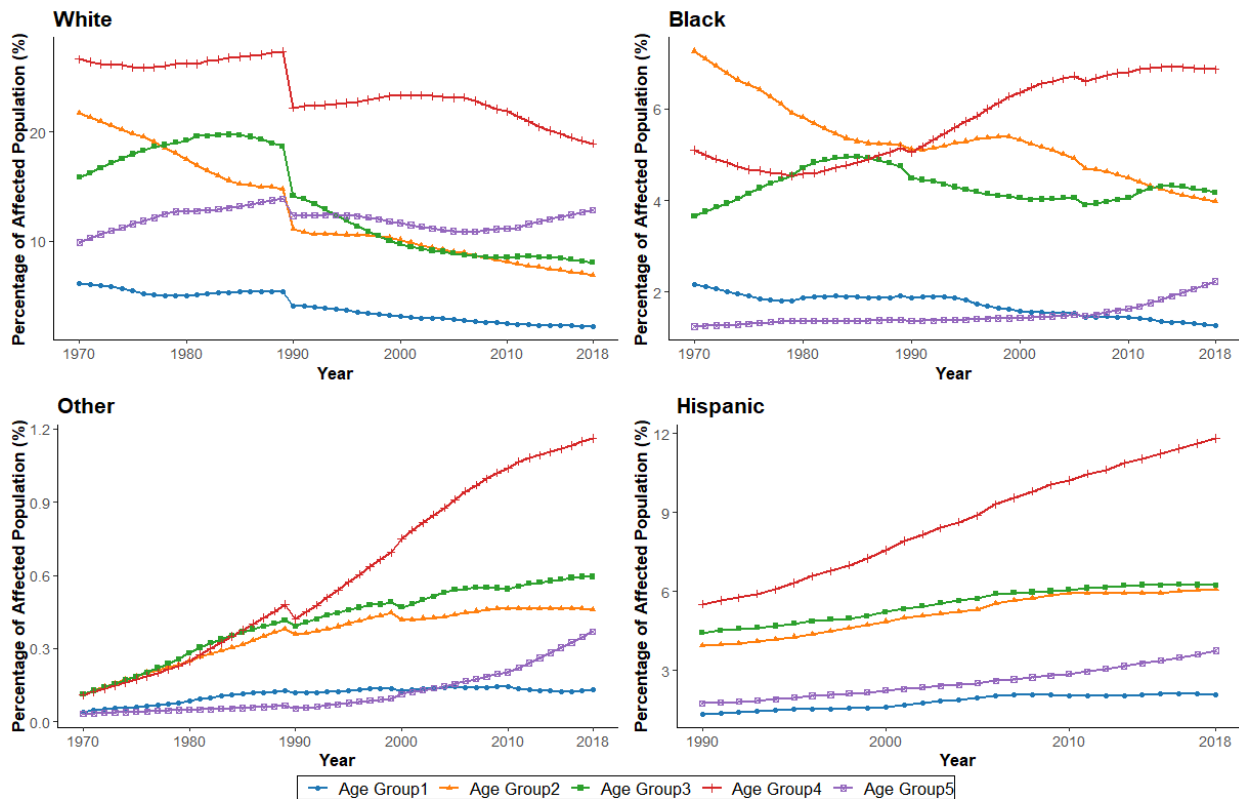 White
Percentage of Affected Population (%)
20
10
1970
1980
1990
2000
2010
2018
Year
Black
Percentage of Affected Population (%)
6
4
2
1970
1980
1990
2000
2010
2018
Year
Other
Percentage of Affected Population (%)
1.2
0.9
0.6
0.3
0.0
1970
1980
1990
2000
2010
2018
Year
Hispanic
Percentage of Affected Population (%)
12
9
6
3
1990
2000
2010
2018
Year
Age Group1
Age Group2
Age Group3
Age Group4
Age Group5